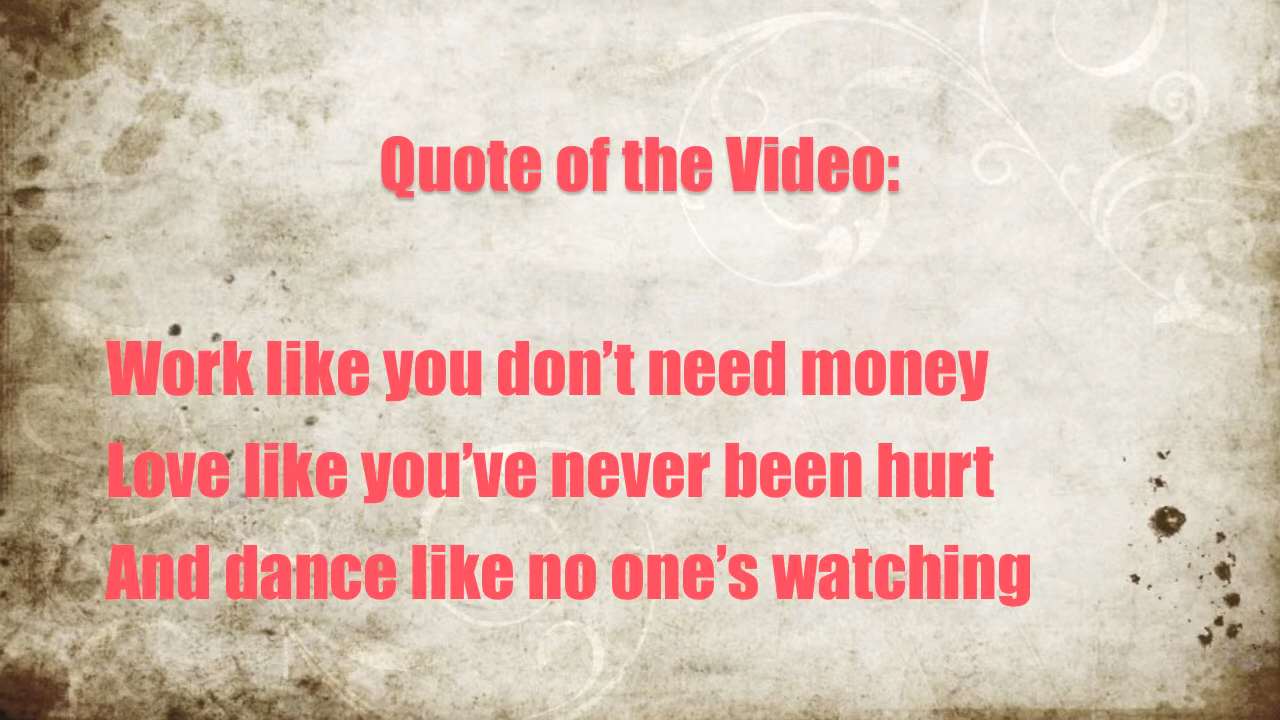 Quote of the Video:
Work like you don’t need money
Love like you’ve never been hurt
And dance like no one’s watching